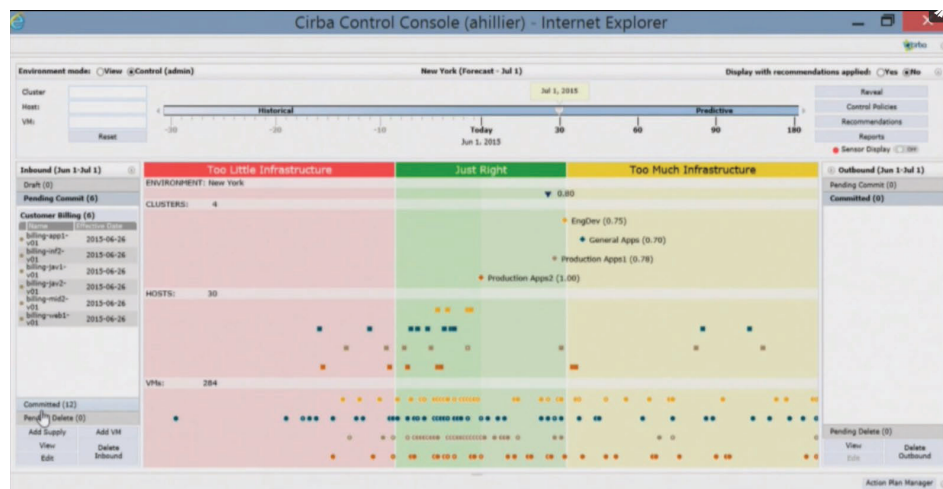 Cirba Control Console (ahillier) - Internet Explorer
cirba
Environment mode: View Control (admin)
New York (Forecast - Jul 1)
Display with recommendations applied: Yes No
Cluster
Host:
VM:
Reset
Jul 1, 2015
Historical
Predictive
-30
-20
-10
Today
30
60
90
180
Jun 1, 2015
Reveal
Control Policies
Recommendations
Reports
Sensor Display OFF
Inbound (Jun 1-Jul 1)
Draft (0)
Pending Commit (6)
Customer Billing (6)
Name Effective Date
billing-app1-v01 2015-06-26
billing-inf2-v01 2015-06-26
billing-jav1-v01 2015-06-26
billing-jav2-v01 2015-06-26
billing-mid2-v01 2015-06-26
billing-web1-v01 2015-06-26
Committed (12)
Pending Delete (0)
Add Supply Add VM
View Delete Inbound
Edit
Too Little Infrastructure
Just Right
Too Much Infrastructure
ENVIRONMENT: New York
0.80
CLUSTERS: 4
EngDev (0.75)
General Apps (0.70)
Production Apps1 (0.78)
Production Apps2 (1.00)
HOSTS: 30
VMs: 284
Outbound (Jun 1-Jul 1)
Pending Commit (0)
Committed (0)
Pending Delete (0)
View Delete Outbound
Edit
Action Plan Manager